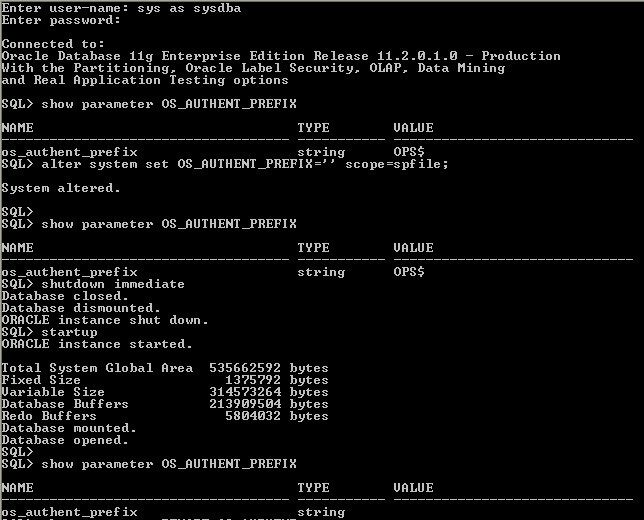 Enter user-name: sys as sysdba
Enter password:
Connected to:
Oracle Database 11g Enterprise Edition Release 11.2.0.1.0 - Production
With the Partitioning, Oracle Label Security, OLAP, Data Mining
and Real Application Testing options
SQL> show parameter OS_AUTHENT_PREFIX
NAME TYPE VALUE
------------------------------------ ----------- ------------------------------
os_authent_prefix string OPS$
SQL> alter system set OS_AUTHENT_PREFIX='' scope=spfile;
System altered.
SQL>
SQL> show parameter OS_AUTHENT_PREFIX
NAME TYPE VALUE
------------------------------------ ----------- ------------------------------
os_authent_prefix string OPS$
SQL> shutdown immediate
Database closed.
Database dismounted.
ORACLE instance shut down.
SQL> startup
ORACLE instance started.
Total System Global Area 535662592 bytes
Fixed Size 1375792 bytes
Variable Size 314573264 bytes
Database Buffers 213909504 bytes
Redo Buffers 5804032 bytes
Database mounted.
Database opened.
SQL>
SQL> show parameter OS_AUTHENT_PREFIX
NAME TYPE VALUE
------------------------------------ ----------- ------------------------------
os_authent_prefix string